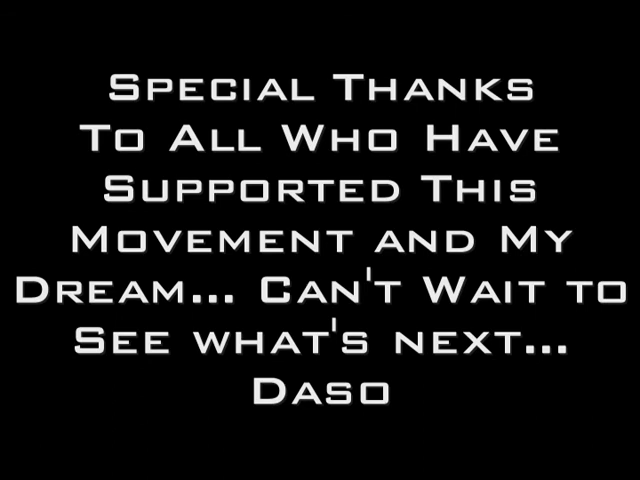 Special Thanks
To All Who Have
Supported This
Movement and My
Dream... Can't Wait to
See what's next...
Daso